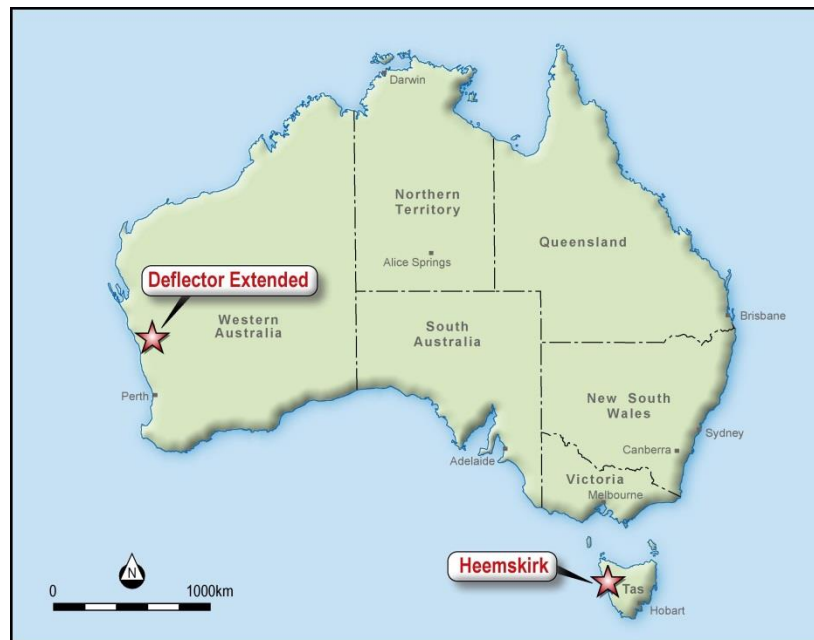 Darwin
Northern
Territory
Queensland
Alice Springs
Deflector Extended
Western
Australia
South
Australia
Brisbane
Perth
New South
Wales
Sydney
Canberra
Adelaide
Victoria
Melbourne
N
0 1000km
Heemskirk
Tas
Hobart